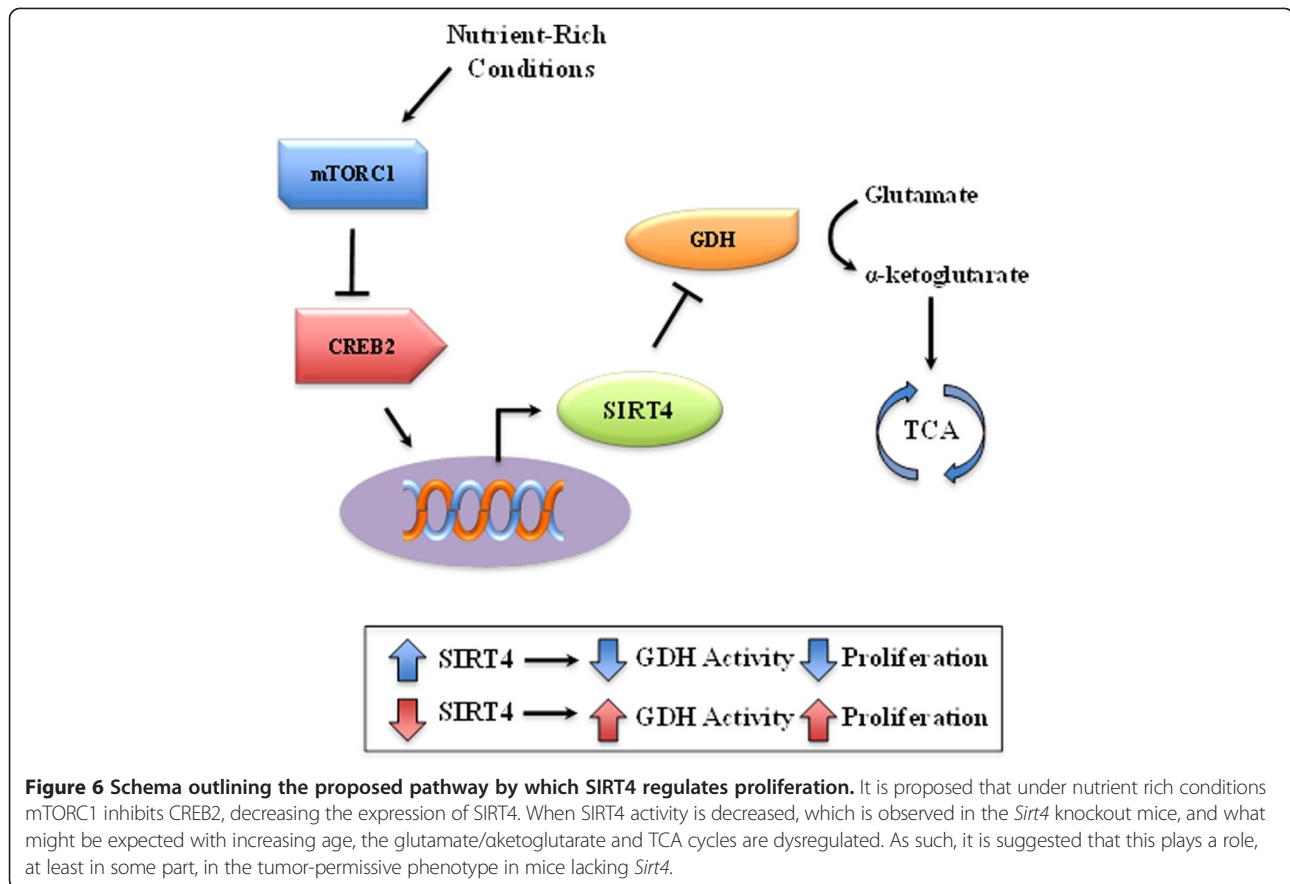 Nutrient-Rich
Conditions
mTORC1
Glutamate
GDH
α-ketoglutarate
CREB2
SIRT4
TCA
SIRT4 GDH Activity Proliferation
SIRT4 GDH Activity Proliferation
Figure 6 Schema outlining the proposed pathway by which SIRT4 regulates proliferation. It is proposed that under nutrient rich conditions
mTORC1 inhibits CREB2, decreasing the expression of SIRT4. When SIRT4 activity is decreased, which is observed in the Sirt4 knockout mice, and what
might be expected with increasing age, the glutamate/αketoglutarate and TCA cycles are dysregulated. As such, it is suggested that this plays a role,
at least in some part, in the tumor-permissive phenotype in mice lacking Sirt4.